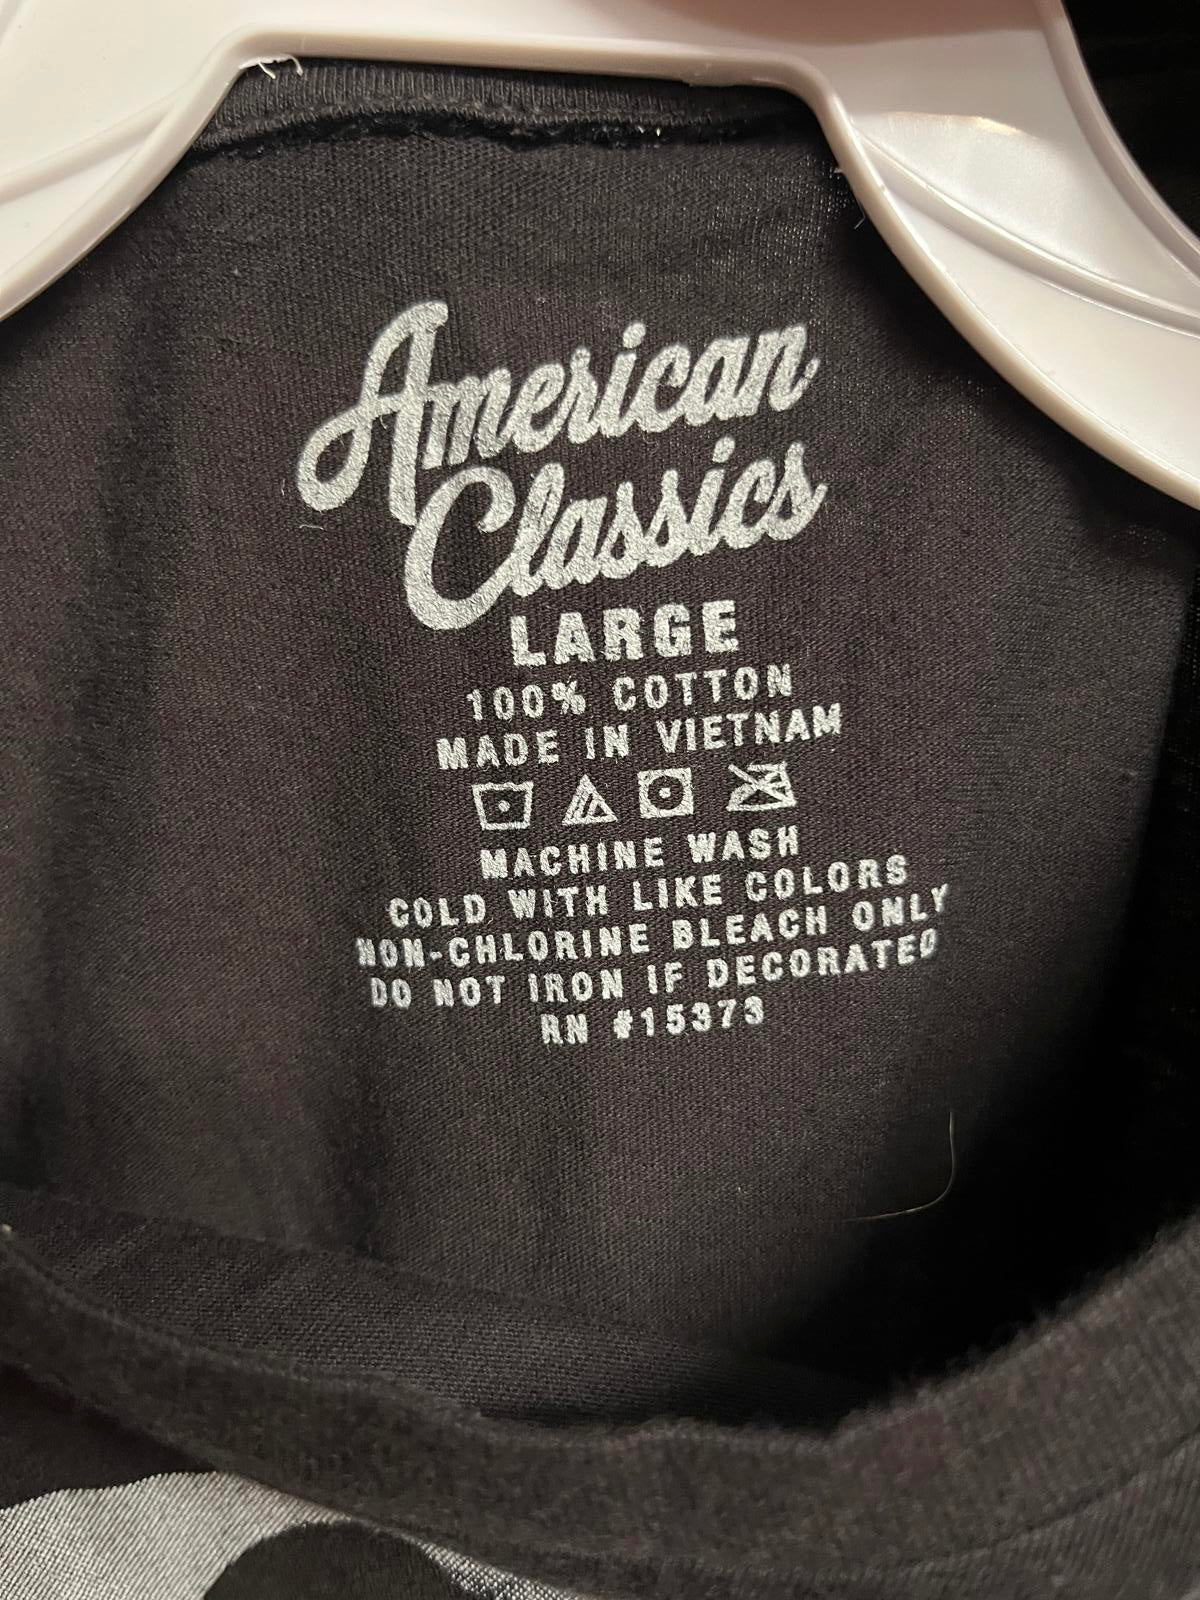 American
Classics
LARGE
100% COTTON
MADE IN VIETNAM
MACHINE WASH
COLD WITH LIKE COLORS
NON-CHLORINE BLEACH ONLY
DO NOT IRON IF DECORATED
RN #15373